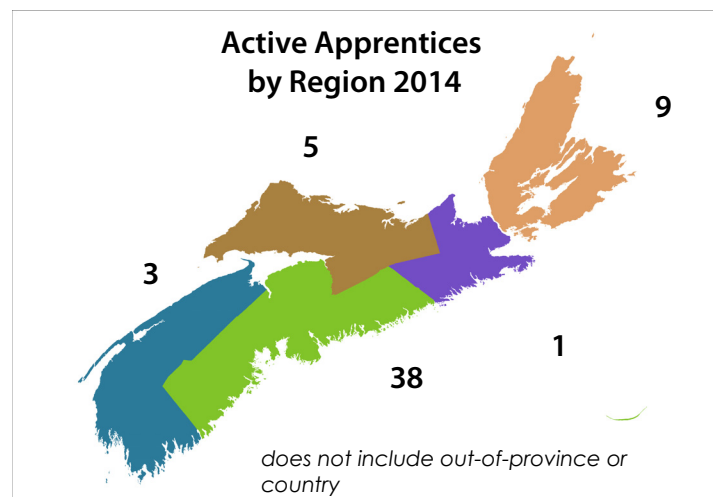 Active Apprentices
by Region 2014
9
5
3
1
38
does not include out-of-province or
country